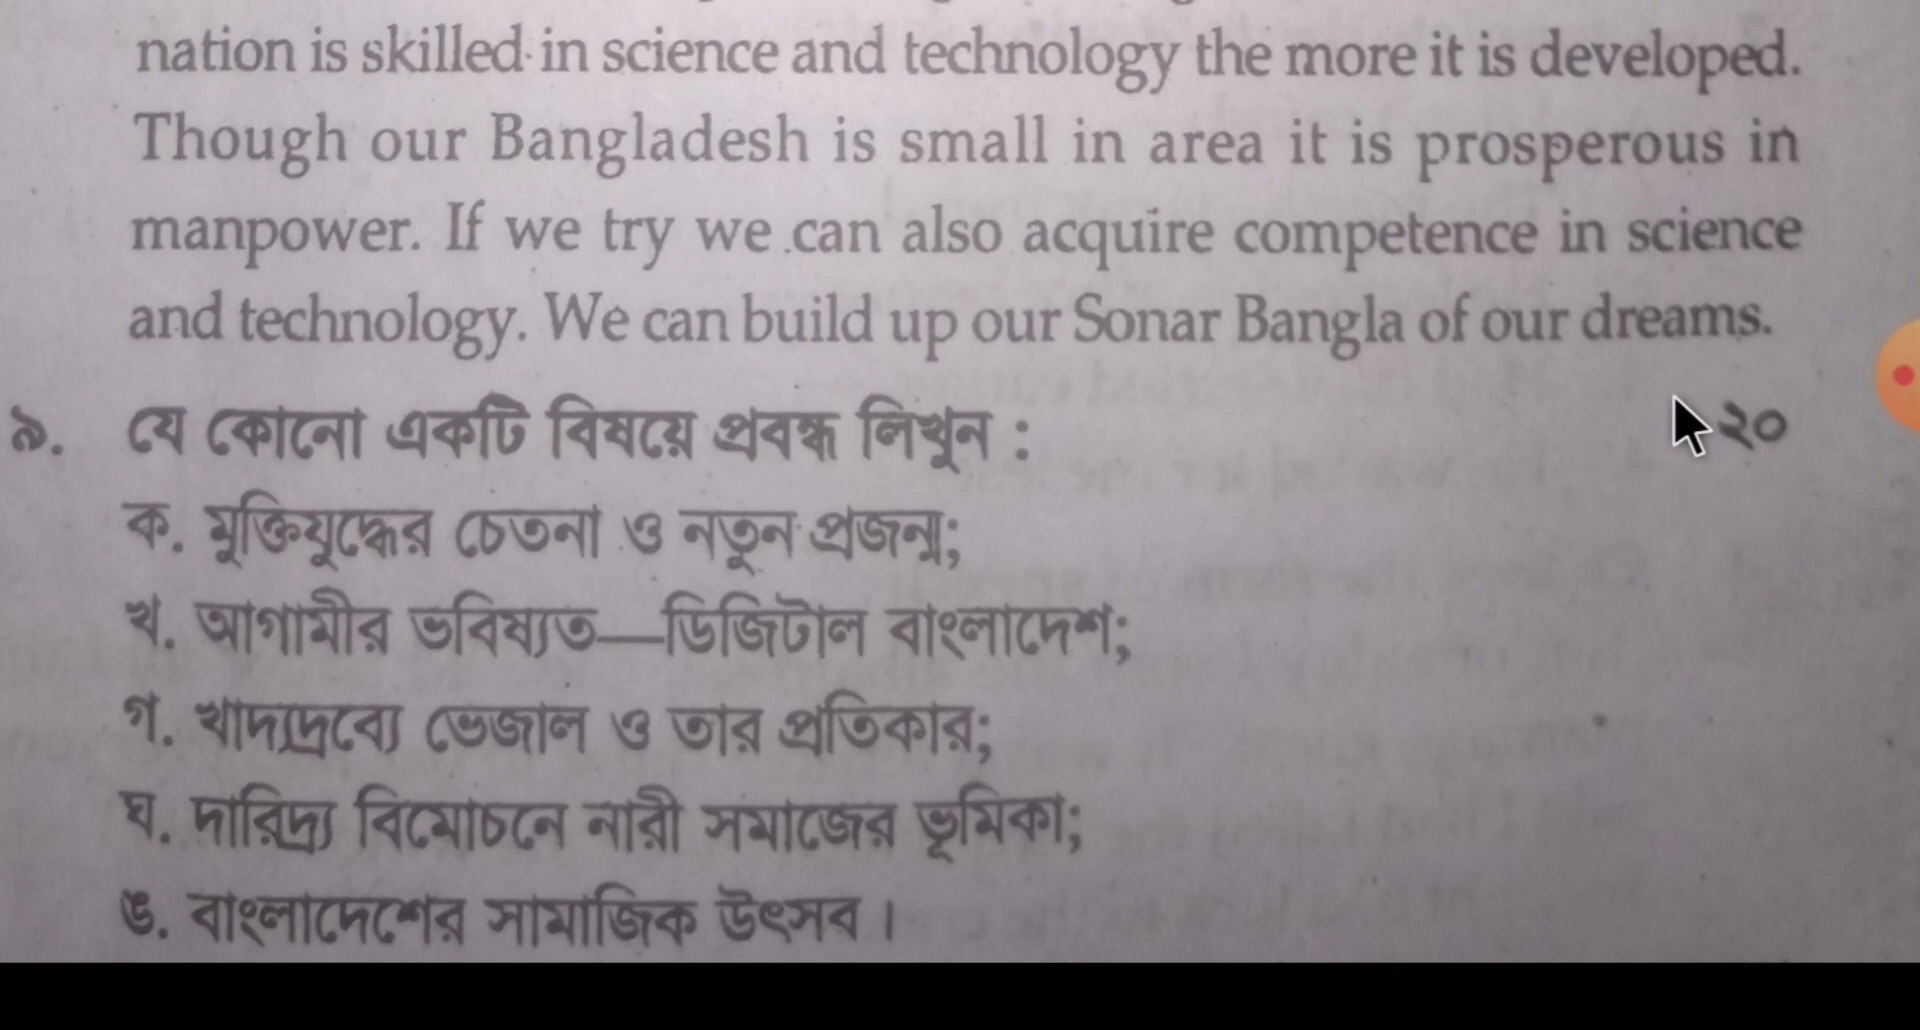 nation is skilled in science and technology the more it is developed.
Though our Bangladesh is small in area it is prosperous in
manpower. If we try we can also acquire competence in science
and technology. We can build up our Sonar Bangla of our dreams.
৯. যে কোনো একটি বিষয়ে প্রবন্ধ লিখুন : ২০
ক. মুক্তিযুদ্ধের চেতনা ও নতুন প্রজন্ম;
খ. আগামীর ভবিষ্যত—ডিজিটাল বাংলাদেশ;
গ. খাদ্যদ্রব্যে ভেজাল ও তার প্রতিকার;
ঘ. দারিদ্র্য বিমোচনে নারী সমাজের ভূমিকা;
ঙ. বাংলাদেশের সামাজিক উৎসব।